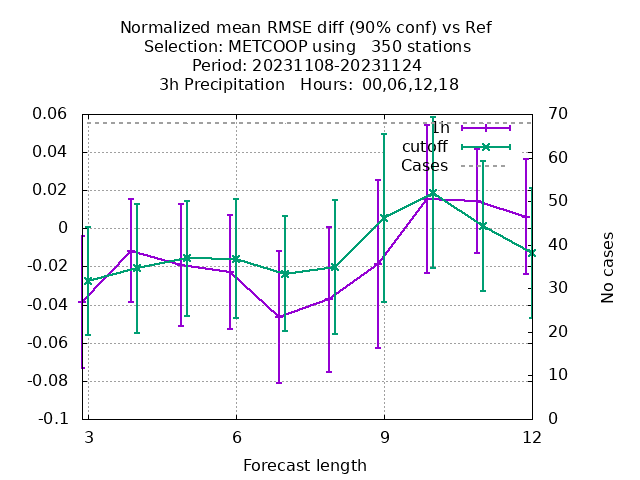 Normalized mean RMSE diff (90% conf) vs Ref
Selection: METCOOP using   350 stations
Period: 20231108-20231124
3h Precipitation   Hours:  00,06,12,18
0.06
0.04
0.02
0
-0.02
-0.04
-0.06
-0.08
-0.1
70
60
50
40
30
20
10
0
1h
cutoff
Cases
No cases
3
6
9
12
Forecast length